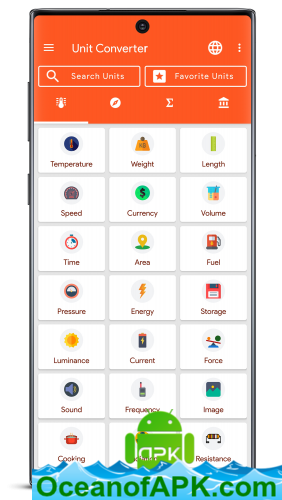 Unit Converter
Search Units
Favorite Units
Temperature Weight Length
Speed Currency Volume
Time Area Fuel
Pressure Energy Storage
Luminance Current Force
Sound Frequency Image
Cooking Resistance
APK
OceanofAPK.com